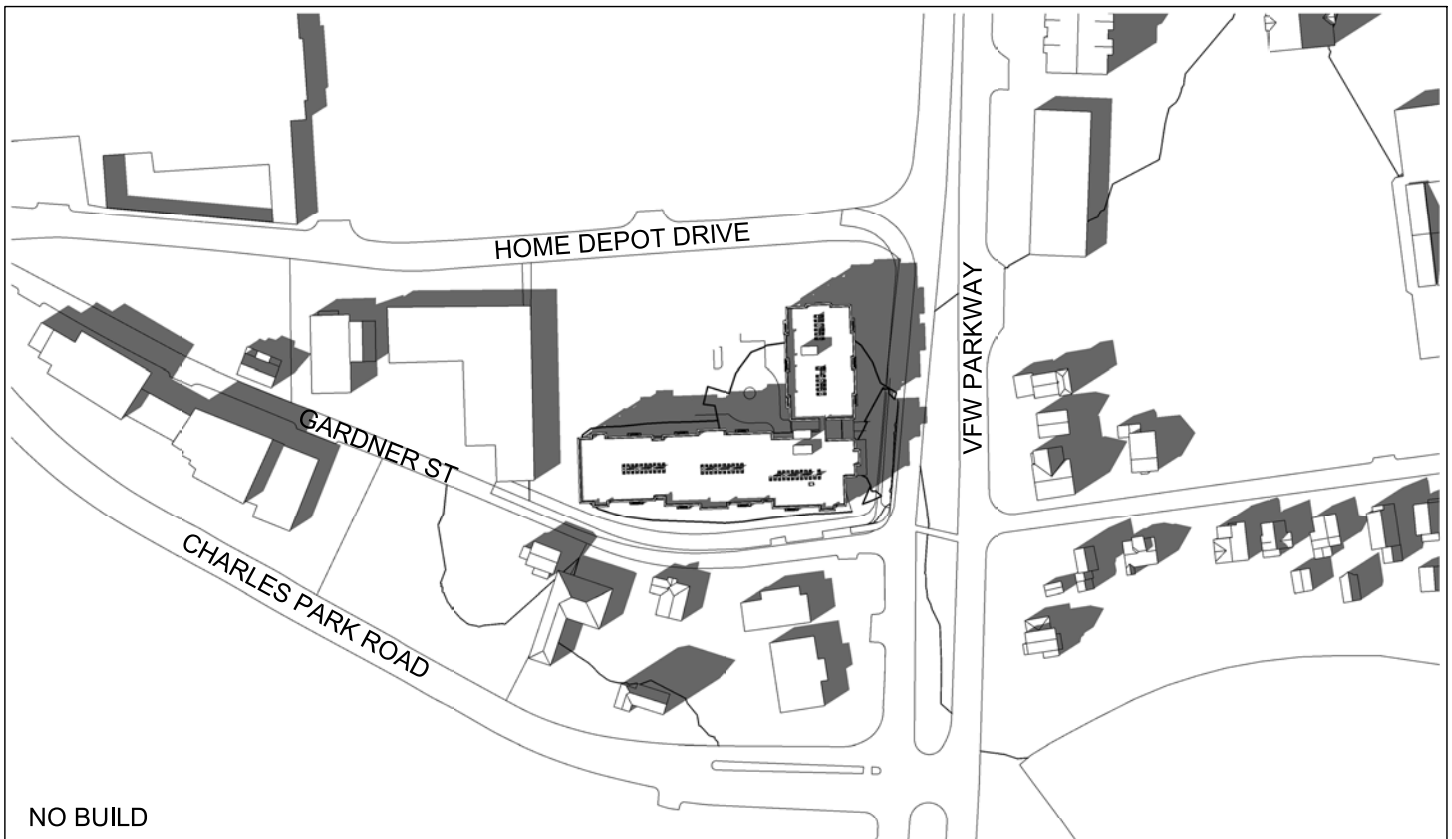 HOME DEPOT DRIVE
VFW PARKWAY
GARDNER ST
CHARLES PARK ROAD
NO BUILD